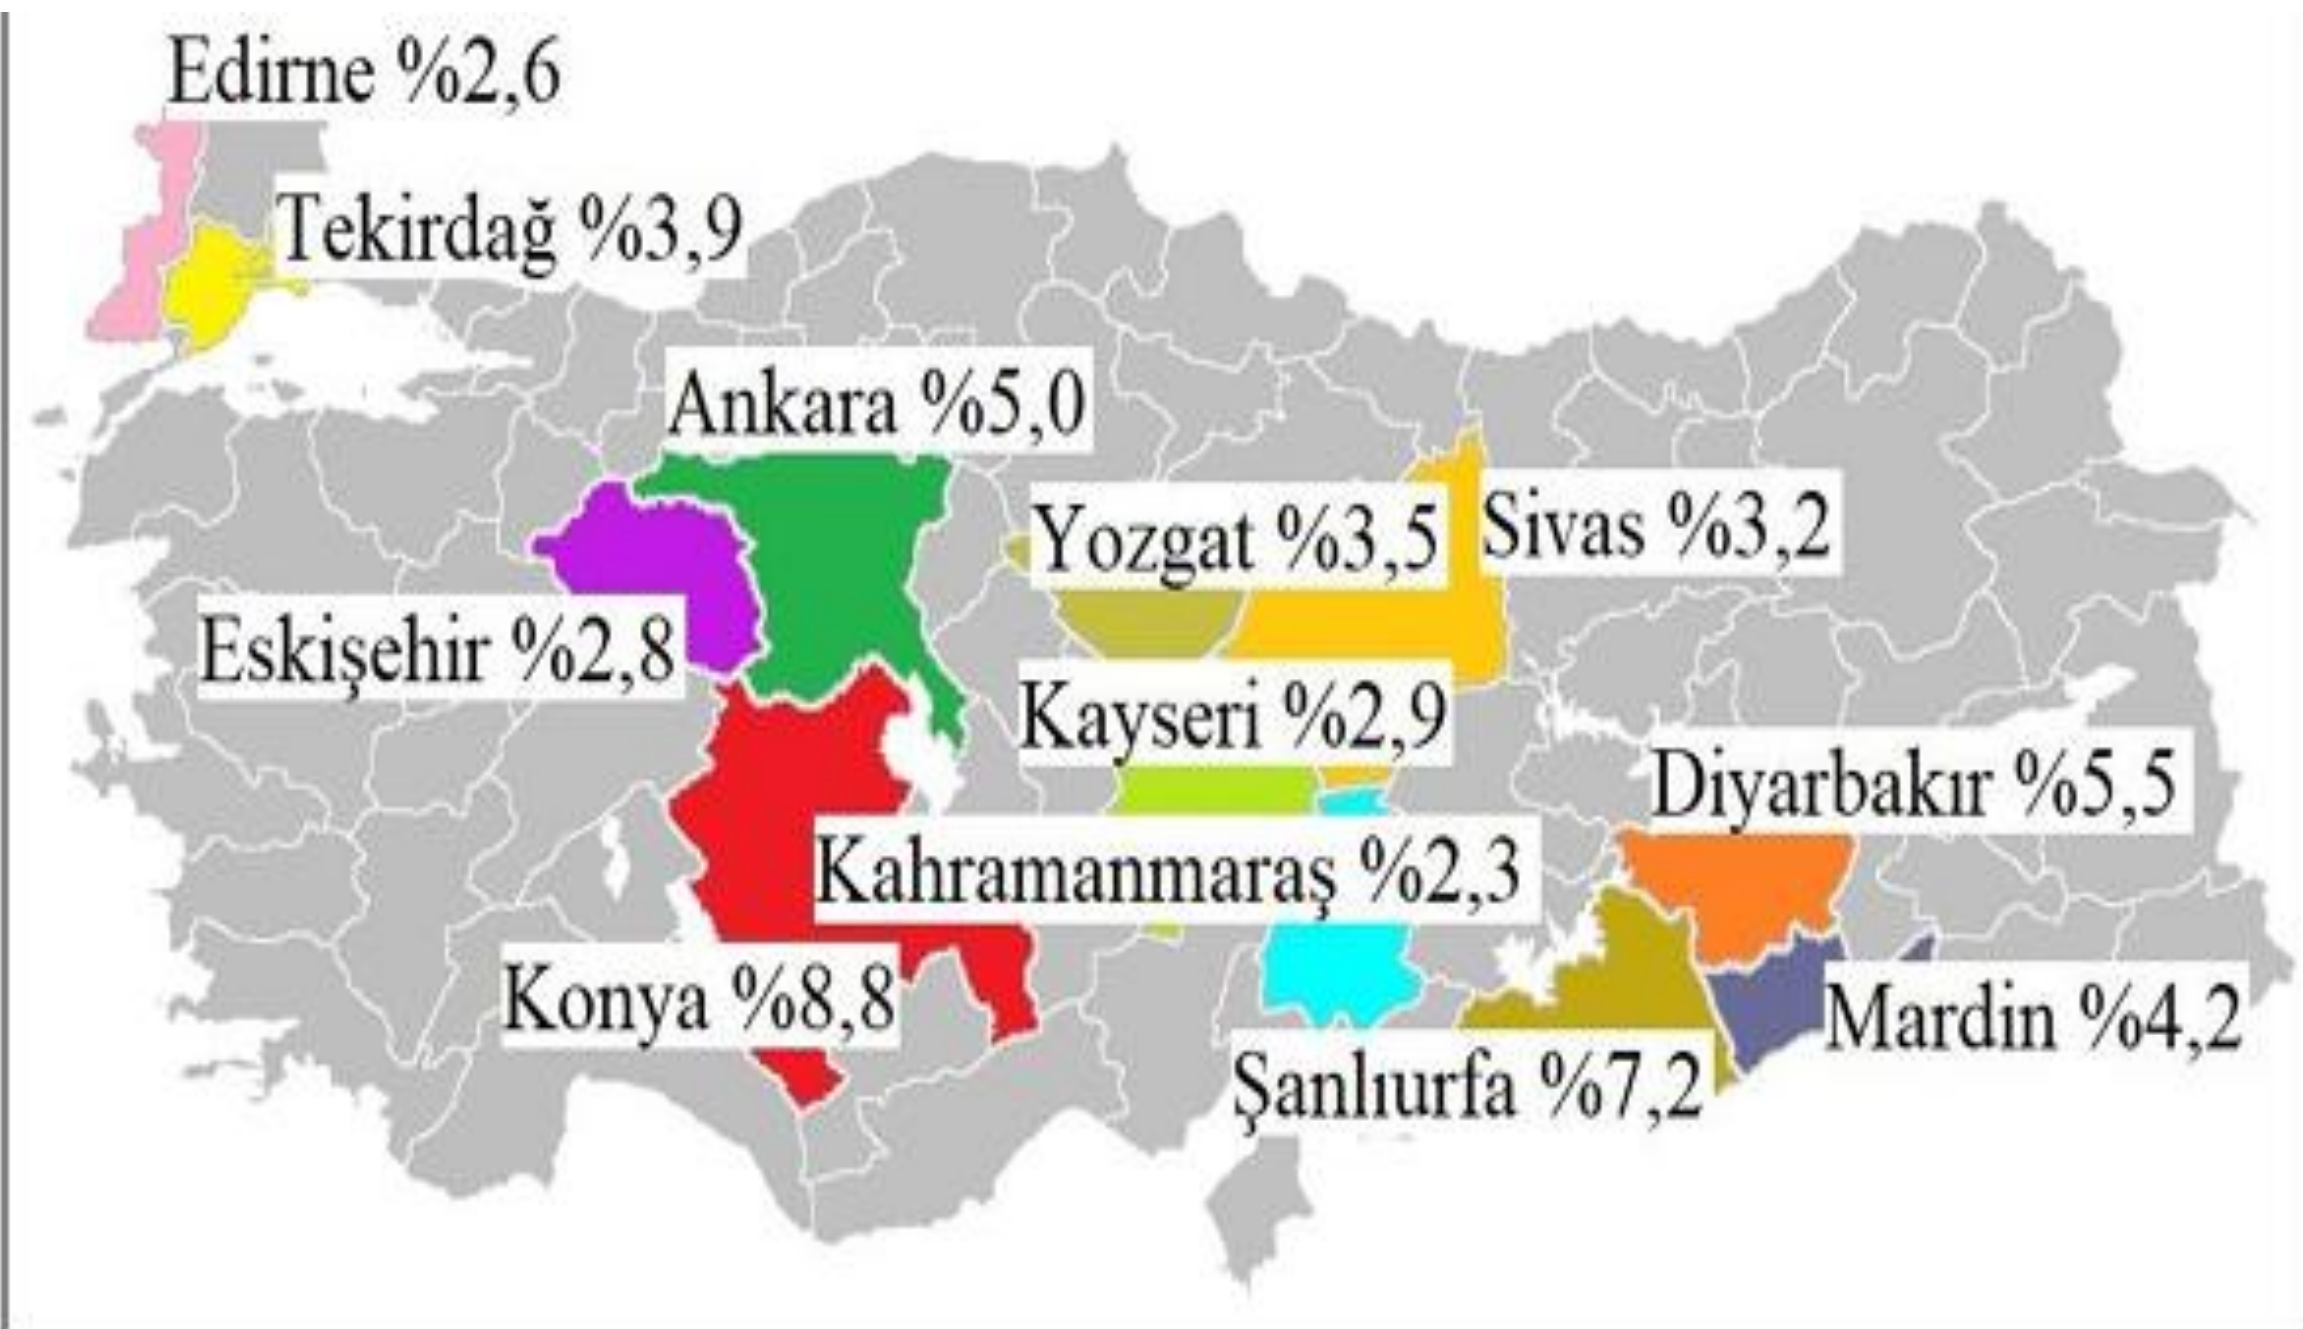 Edirne %2,6
Tekirdağ %3,9
Ankara %5,0
Yozgat %3,5
Sivas %3,2
Eskişehir %2,8
Kayseri %2,9
Diyarbakır %5,5
Kahramanmaraş %2,3
Konya %8,8
Mardin %4,2
Şanlıurfa %7,2